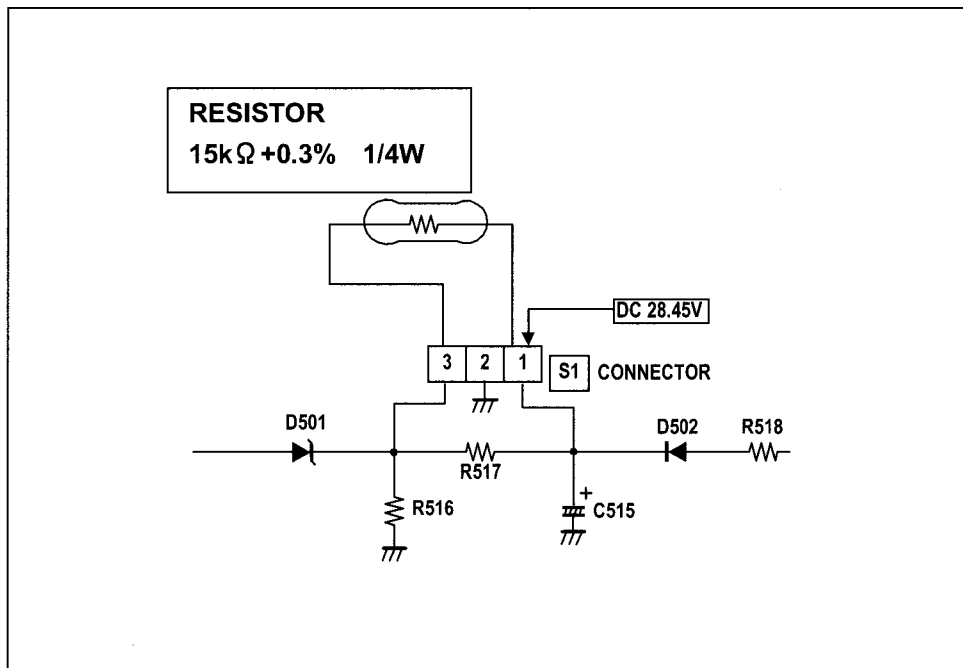 RESISTOR
15kΩ+0.3% 1/4W
DC 28.45V
3 2 1
S1 CONNECTOR
D501
D502
R518
R517
R516
+
C515